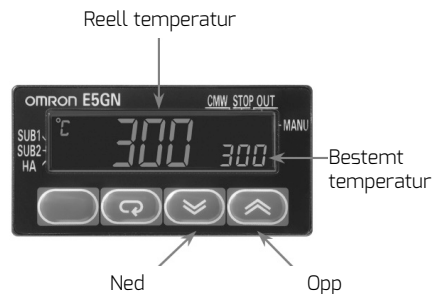 Reell temperatur
omron E5GN
CMW STOP OUT
°C
300
MANU
SUB1
SUB2
HA
300
Bestemt
temperatur
Ned
Opp